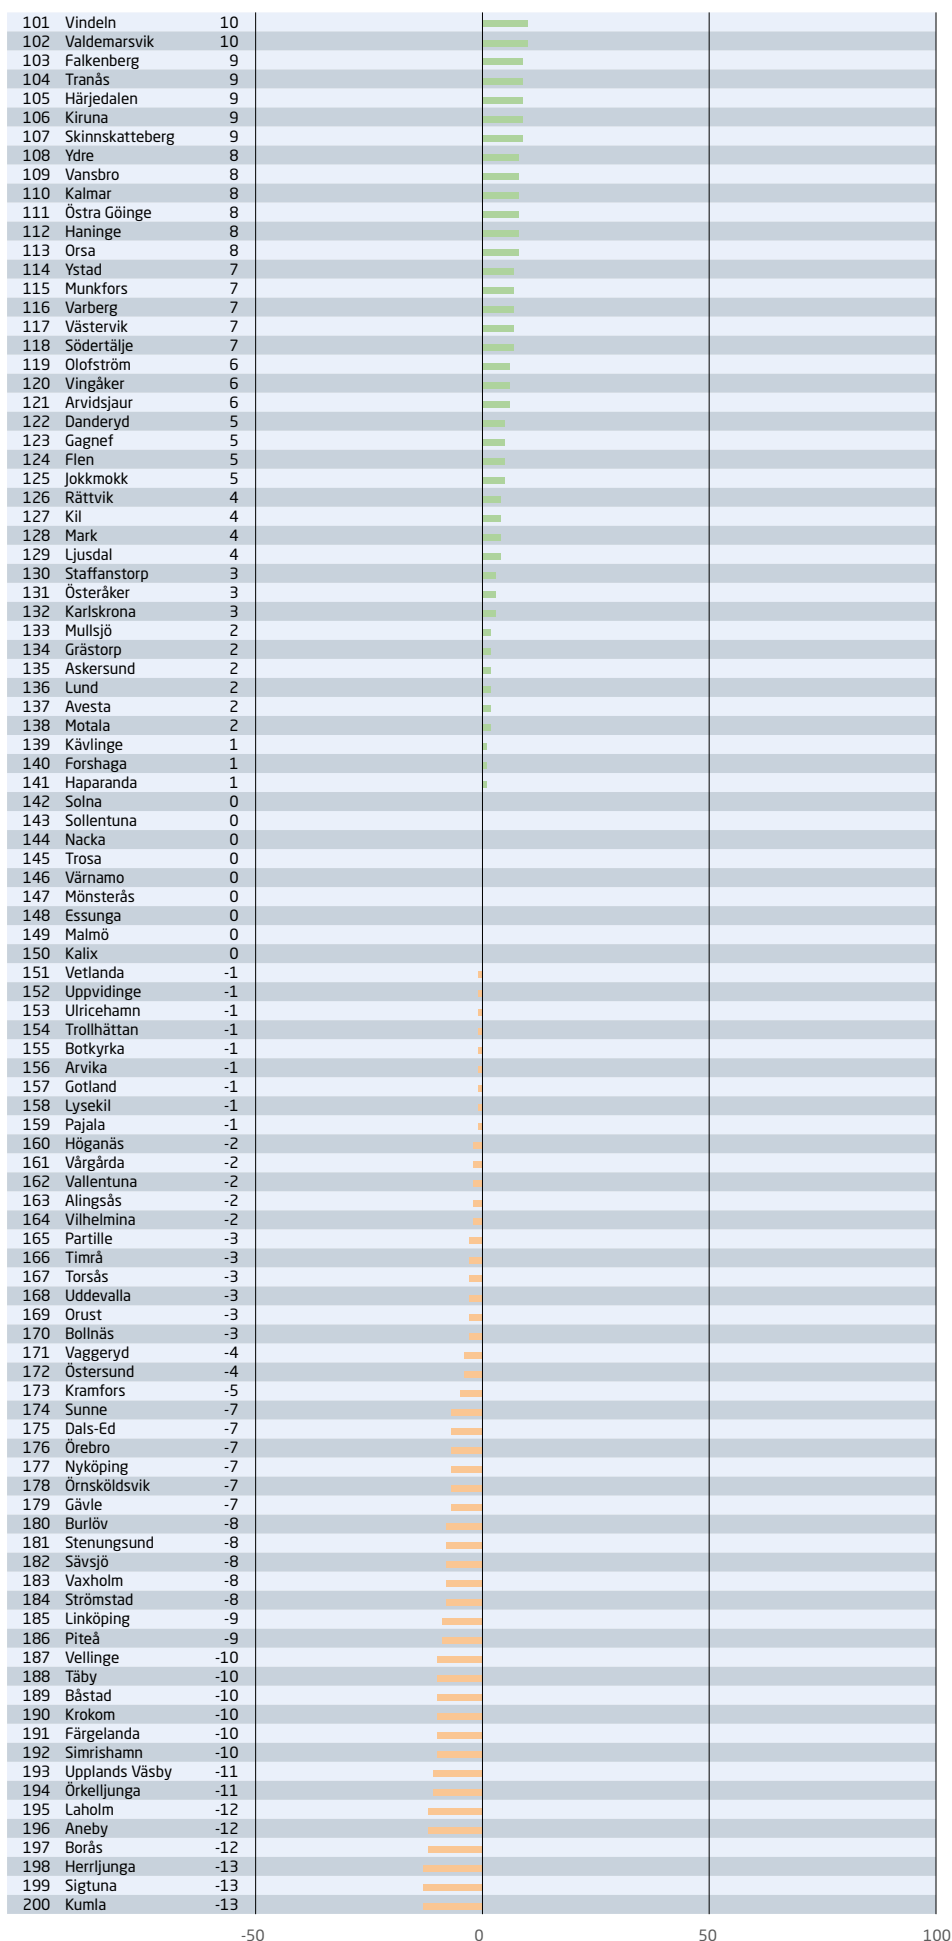 101 Vindeln 10
102 Valdemarsvik 10
103 Falkenberg 9
104 Tranås 9
105 Härjedalen 9
106 Kiruna 9
107 Skinnskatteberg 9
108 Ydre 8
109 Vansbro 8
110 Kalmar 8
111 Östra Göinge 8
112 Haninge 8
113 Orsa 8
114 Ystad 7
115 Munkfors 7
116 Varberg 7
117 Västervik 7
118 Södertälje 7
119 Olofström 6
120 Vingåker 6
121 Arvidsjaur 6
122 Danderyd 5
123 Gagnef 5
124 Flen 5
125 Jokkmokk 5
126 Rättvik 4
127 Kil 4
128 Mark 4
129 Ljusdal 4
130 Staffanstorp 3
131 Österåker 3
132 Karlskrona 3
133 Mullsjö 2
134 Grästorp 2
135 Askersund 2
136 Lund 2
137 Avesta 2
138 Motala 2
139 Kävlinge 1
140 Forshaga 1
141 Haparanda 1
142 Solna 0
143 Sollentuna 0
144 Nacka 0
145 Trosa 0
146 Värnamo 0
147 Mönsterås 0
148 Essunga 0
149 Malmö 0
150 Kalix 0
151 Vetlanda -1
152 Uppvidinge -1
153 Ulricehamn -1
154 Trollhättan -1
155 Botkyrka -1
156 Arvika -1
157 Gotland -1
158 Lysekil -1
159 Pajala -1
160 Höganäs -2
161 Vårgårda -2
162 Vallentuna -2
163 Alingsås -2
164 Vilhelmina -2
165 Partille -3
166 Timrå -3
167 Torsås -3
168 Uddevalla -3
169 Orust -3
170 Bollnäs -3
171 Vaggeryd -4
172 Östersund -4
173 Kramfors -5
174 Sunne -7
175 Dals-Ed -7
176 Örebro -7
177 Nyköping -7
178 Örnsköldsvik -7
179 Gävle -7
180 Burlöv -8
181 Stenungsund -8
182 Sävsjö -8
183 Vaxholm -8
184 Strömstad -8
185 Linköping -9
186 Piteå -9
187 Vellinge -10
188 Täby -10
189 Båstad -10
190 Krokom -10
191 Färgelanda -10
192 Simrishamn -10
193 Upplands Väsby -11
194 Örkelljunga -11
195 Laholm -12
196 Aneby -12
197 Borås -12
198 Herrljunga -13
199 Sigtuna -13
200 Kumla -13
-50 0 50 100